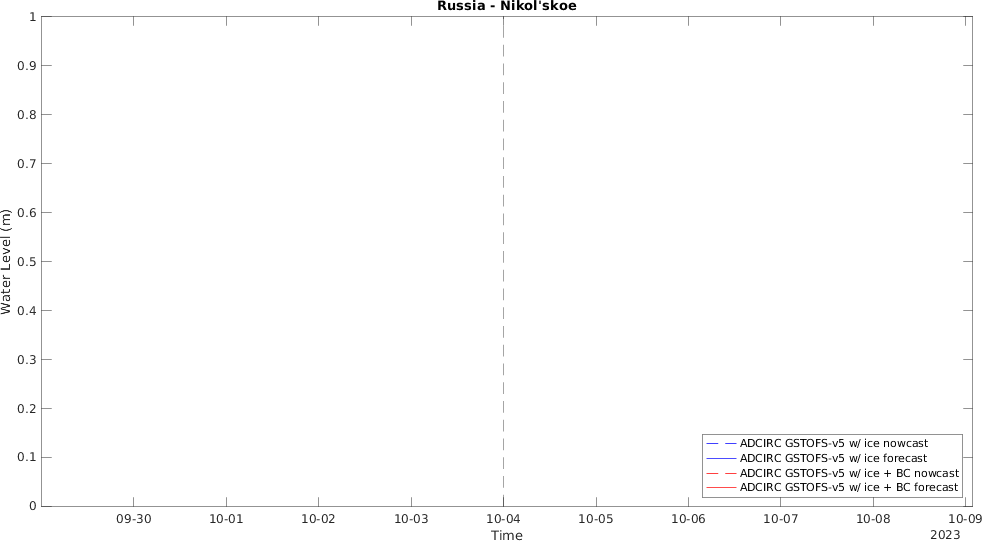 Russia - Nikol'skoe
1
0.9
0.8
0.7
0.6
0.5
0.4
0.3
0.2
0.1
0
Water Level (m)
ADCIRC GSTOFS-v5 w/ ice nowcast
ADCIRC GSTOFS-v5 w/ ice forecast
ADCIRC GSTOFS-v5 w/ ice + BC nowcast
ADCIRC GSTOFS-v5 w/ ice + BC forecast
09-30 10-01 10-02 10-03 10-04 10-05 10-06 10-07 10-08 10-09
Time
2023